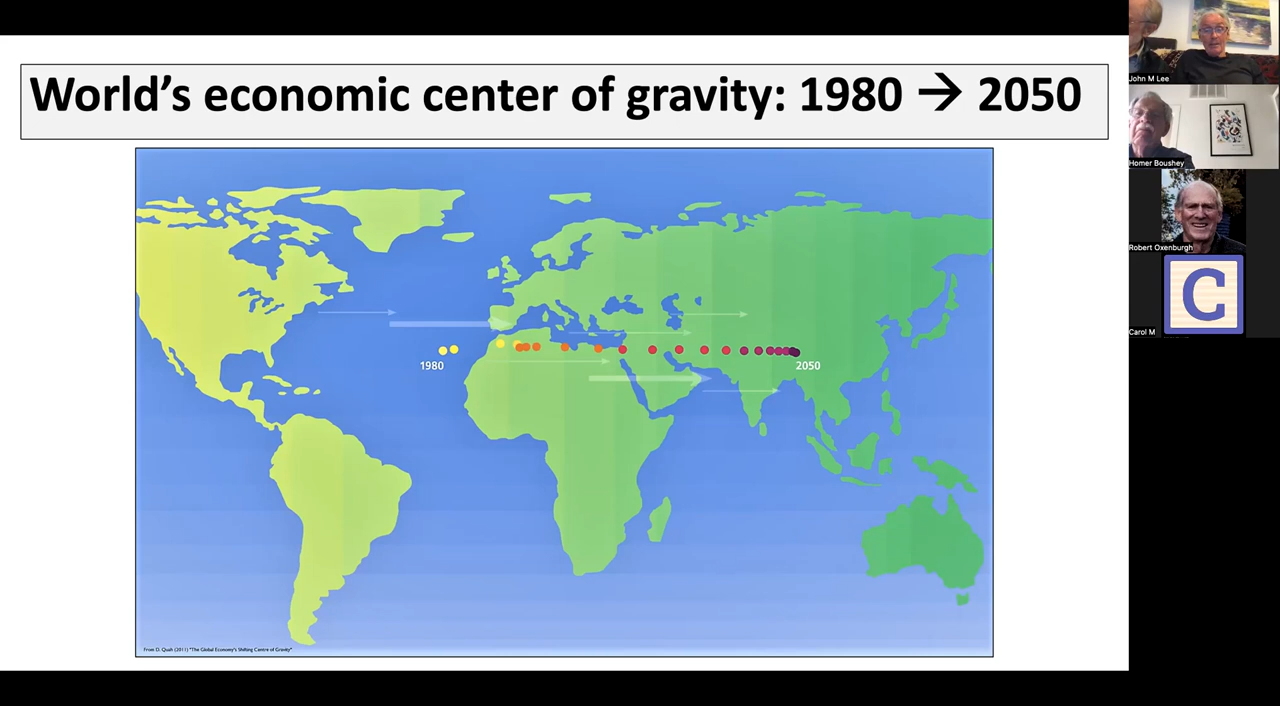 World's economic center of gravity: 1980 → 2050
1980
2050
From D. Quah (2011) "The Global Economy's Shifting Centre of Gravity"
John M Lee
Homer Boushey
Robert Oxenburgh
C
Carol M